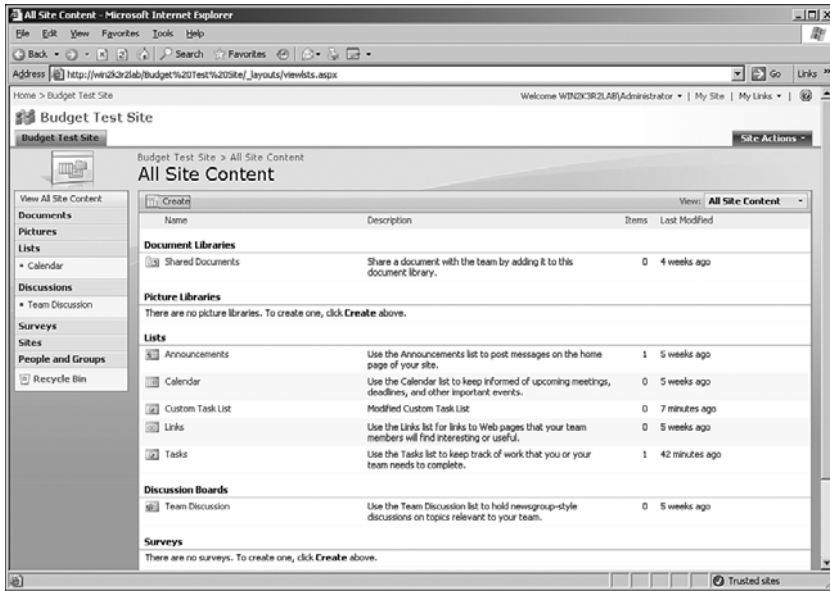 All Site Content - Microsoft Internet Explorer
File Edit View Favorites Tools Help
Back Search Favorites
Address http://win2k3r2lab/Budget%20Test%20Site/_layouts/viewlsts.aspx Go Links »
Home > Budget Test Site Welcome WIN2K3R2LAB\Administrator | My Site | My Links |
Budget Test Site
Budget Test Site Site Actions
Budget Test Site > All Site Content
All Site Content
View All Site Content
Documents
Pictures
Lists
Calendar
Discussions
Team Discussion
Surveys
Sites
People and Groups
Recycle Bin
Create View: All Site Content
Name Description Items Last Modified
Document Libraries
Shared Documents Share a document with the team by adding it to this 0 4 weeks ago
document library.
Picture Libraries
There are no picture libraries. To create one, click Create above.
Lists
Announcements Use the Announcements list to post messages on the home 1 5 weeks ago
page of your site.
Calendar Use the Calendar list to keep informed of upcoming meetings, 0 5 weeks ago
deadlines, and other important events.
Custom Task List Modified Custom Task List 0 7 minutes ago
Links Use the Links list for links to Web pages that your team 0 5 weeks ago
members will find interesting or useful.
Tasks Use the Tasks list to keep track of work that you or your 1 42 minutes ago
team needs to complete.
Discussion Boards
Team Discussion Use the Team Discussion list to hold newsgroup-style 0 5 weeks ago
discussions on topics relevant to your team.
Surveys
There are no surveys. To create one, click Create above.
Trusted sites